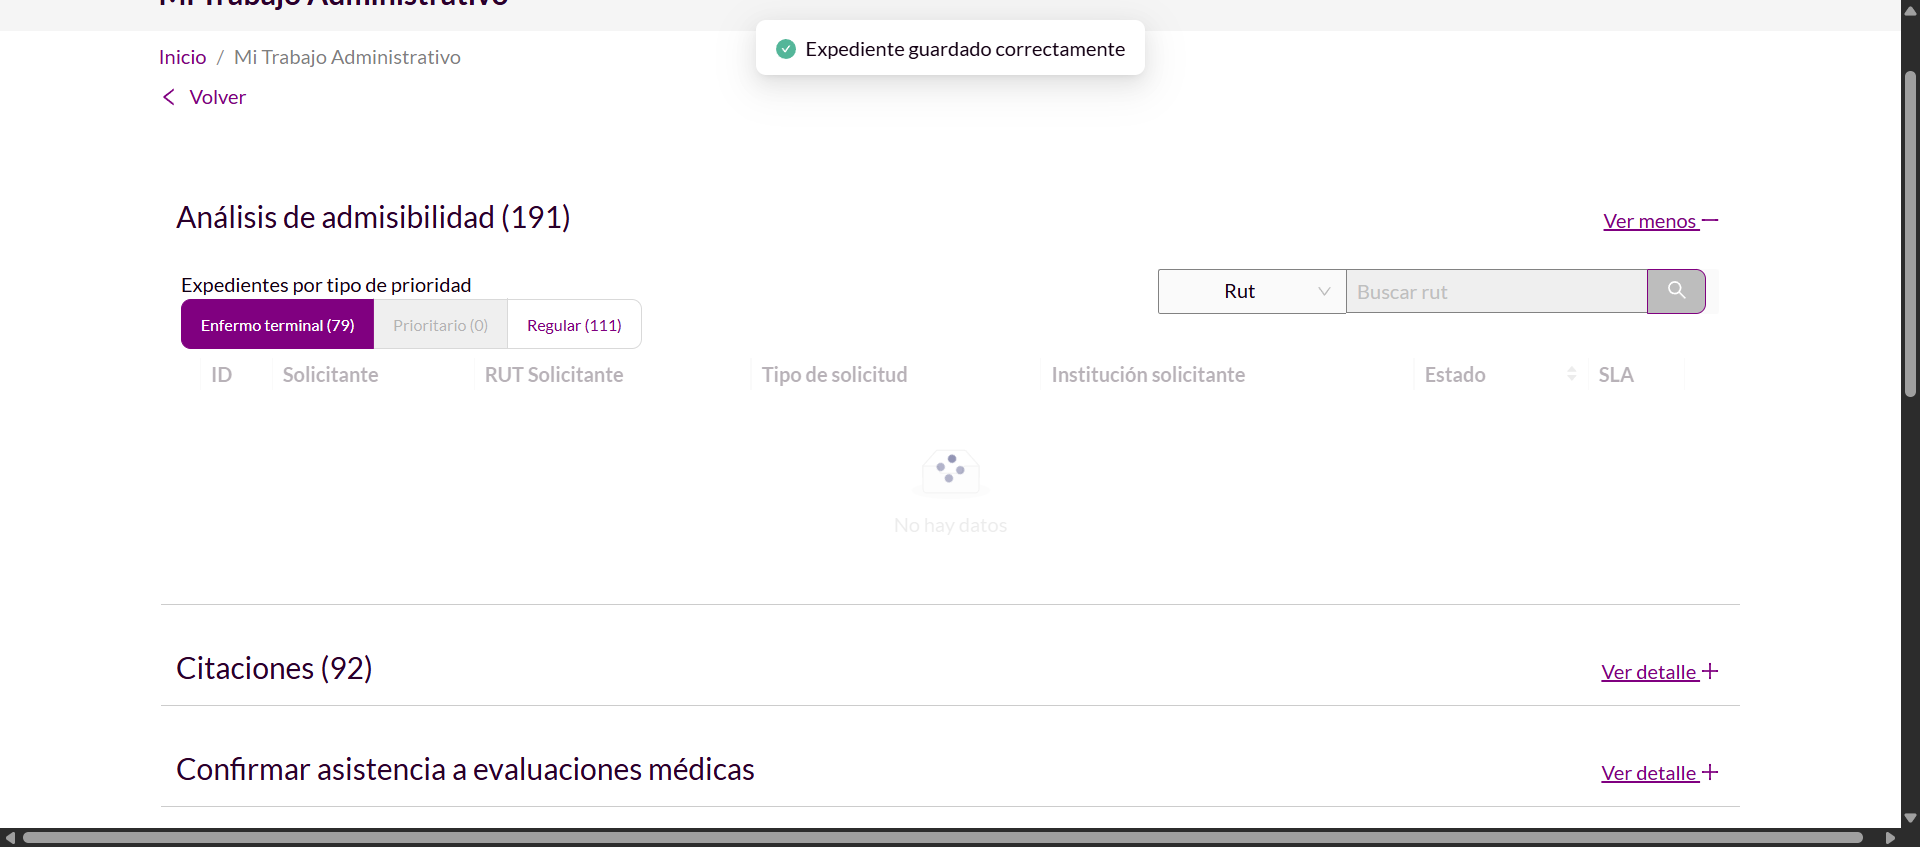 Mi Trabajo Administrativo
Expediente guardado correctamente
Inicio / Mi Trabajo Administrativo
Volver
Análisis de admisibilidad (191)
Ver menos
Expedientes por tipo de prioridad
Enfermo terminal (79)
Prioritario (0)
Regular (111)
Rut
Buscar rut
ID
Solicitante
RUT Solicitante
Tipo de solicitud
Institución solicitante
Estado
SLA
No hay datos
Citaciones (92)
Ver detalle
Confirmar asistencia a evaluaciones médicas
Ver detalle